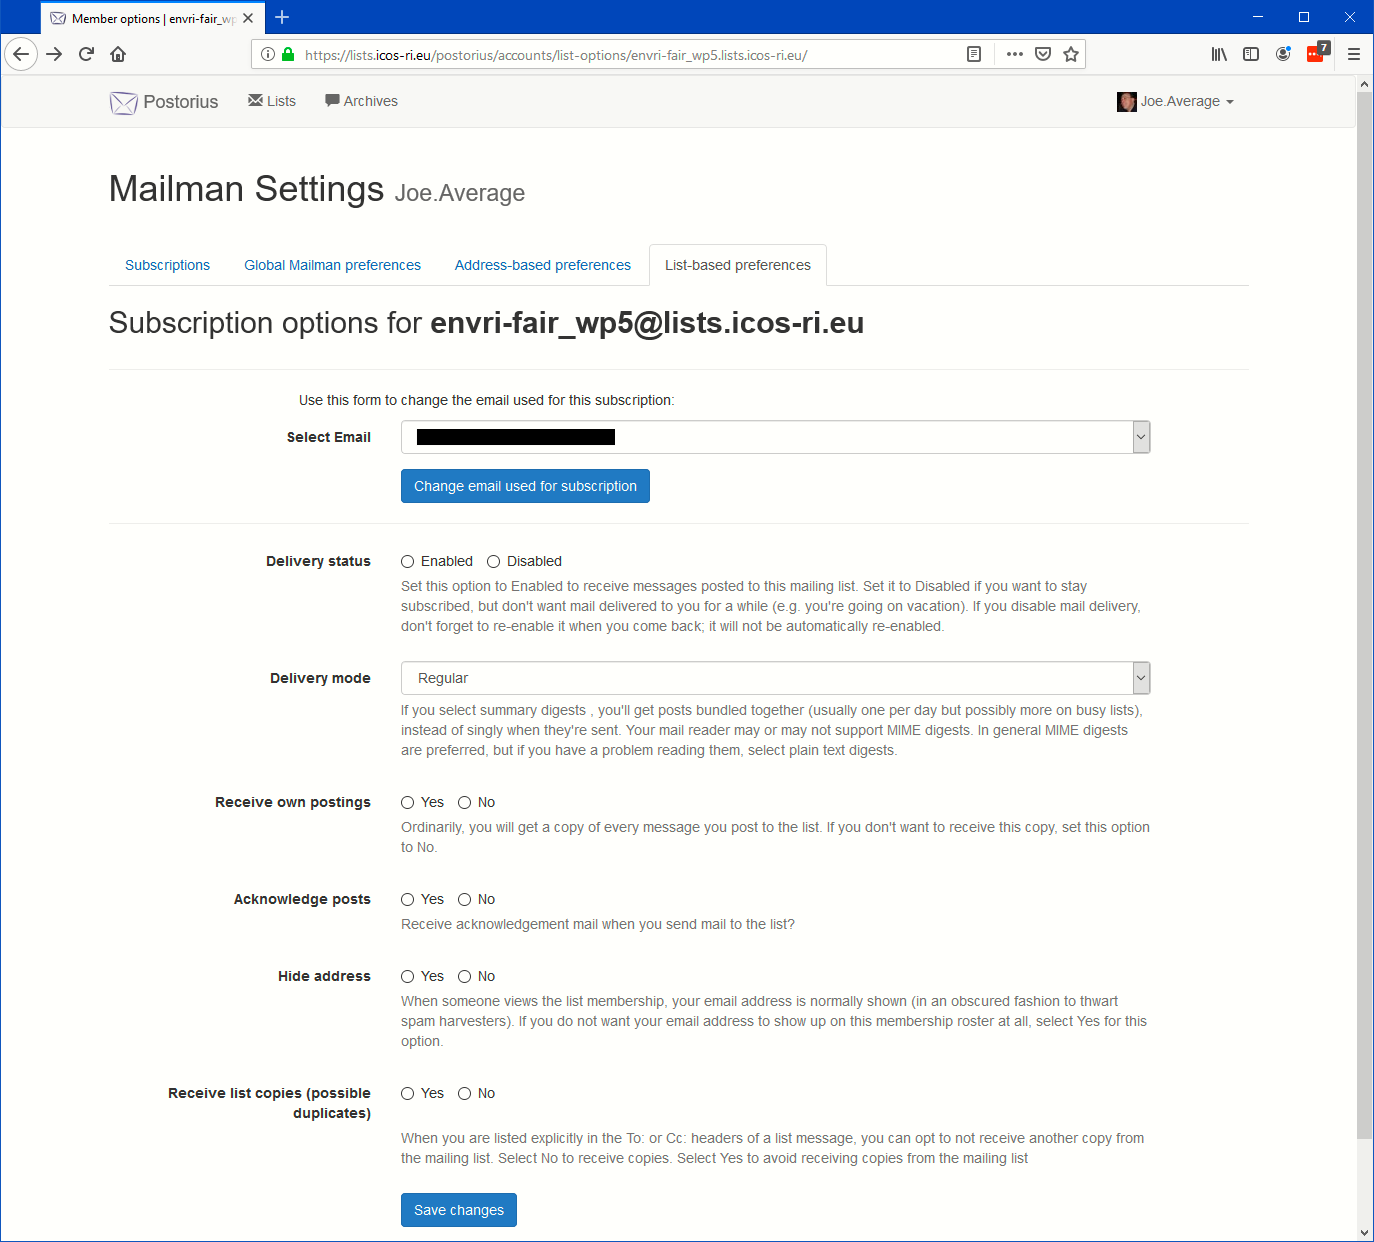 Member options | envri-fair_wp
https://lists.icos-ri.eu/postorius/accounts/list-options/envri-fair_wp5.lists.icos-ri.eu/
7
Postorius Lists Archives Joe.Average
Mailman Settings Joe.Average
Subscriptions Global Mailman preferences Address-based preferences List-based preferences
Subscription options for envri-fair_wp5@lists.icos-ri.eu
Use this form to change the email used for this subscription:
Select Email
Change email used for subscription
Delivery status Enabled Disabled
Set this option to Enabled to receive messages posted to this mailing list. Set it to Disabled if you want to stay
subscribed, but don't want mail delivered to you for a while (e.g. you're going on vacation). If you disable mail delivery,
don't forget to re-enable it when you come back; it will not be automatically re-enabled.
Delivery mode Regular
If you select summary digests , you'll get posts bundled together (usually one per day but possibly more on busy lists),
instead of singly when they're sent. Your mail reader may or may not support MIME digests. In general MIME digests
are preferred, but if you have a problem reading them, select plain text digests.
Receive own postings Yes No
Ordinarily, you will get a copy of every message you post to the list. If you don't want to receive this copy, set this option
to No.
Acknowledge posts Yes No
Receive acknowledgement mail when you send mail to the list?
Hide address Yes No
When someone views the list membership, your email address is normally shown (in an obscured fashion to thwart
spam harvesters). If you do not want your email address to show up on this membership roster at all, select Yes for this
option.
Receive list copies (possible Yes No
duplicates)
When you are listed explicitly in the To: or Cc: headers of a list message, you can opt to not receive another copy from
the mailing list. Select No to receive copies. Select Yes to avoid receiving copies from the mailing list
Save changes